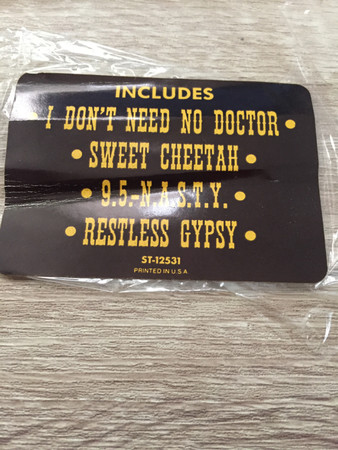 INCLUDES
• I DON'T NEED NO DOCTOR •
• SWEET CHEETAH •
• 9.5.-N.A.S.T.Y. •
• RESTLESS GYPSY •
ST-12531
PRINTED IN U.S.A.